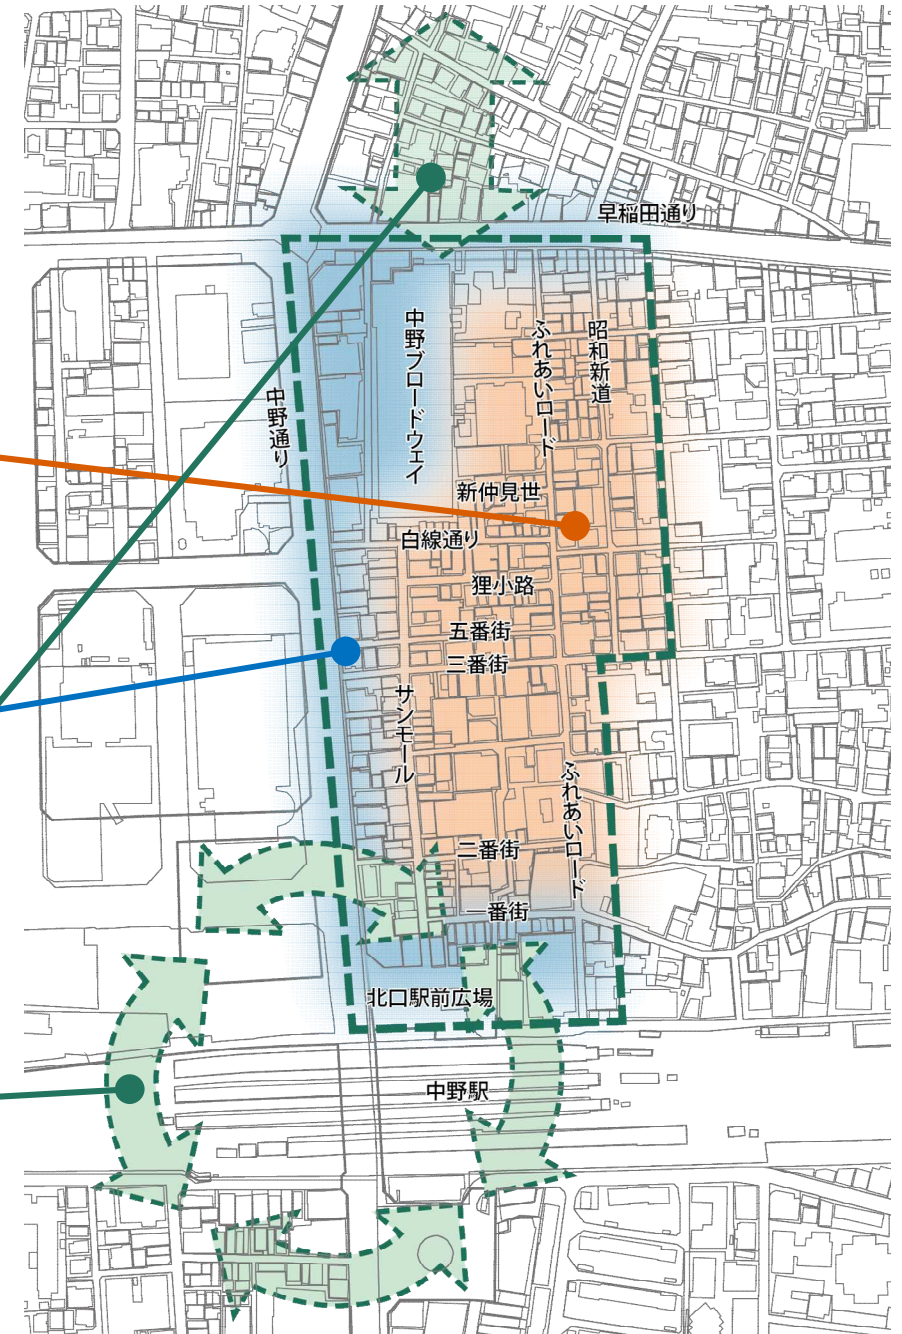 早稲田通り
中野ブロードウェイ
ふれあいロード
昭和新道
中野通り
新仲見世
白線通り
狸小路
五番街
三番街
サンモール
ふれあいロード
二番街
一番街
北口駅前広場
中野駅